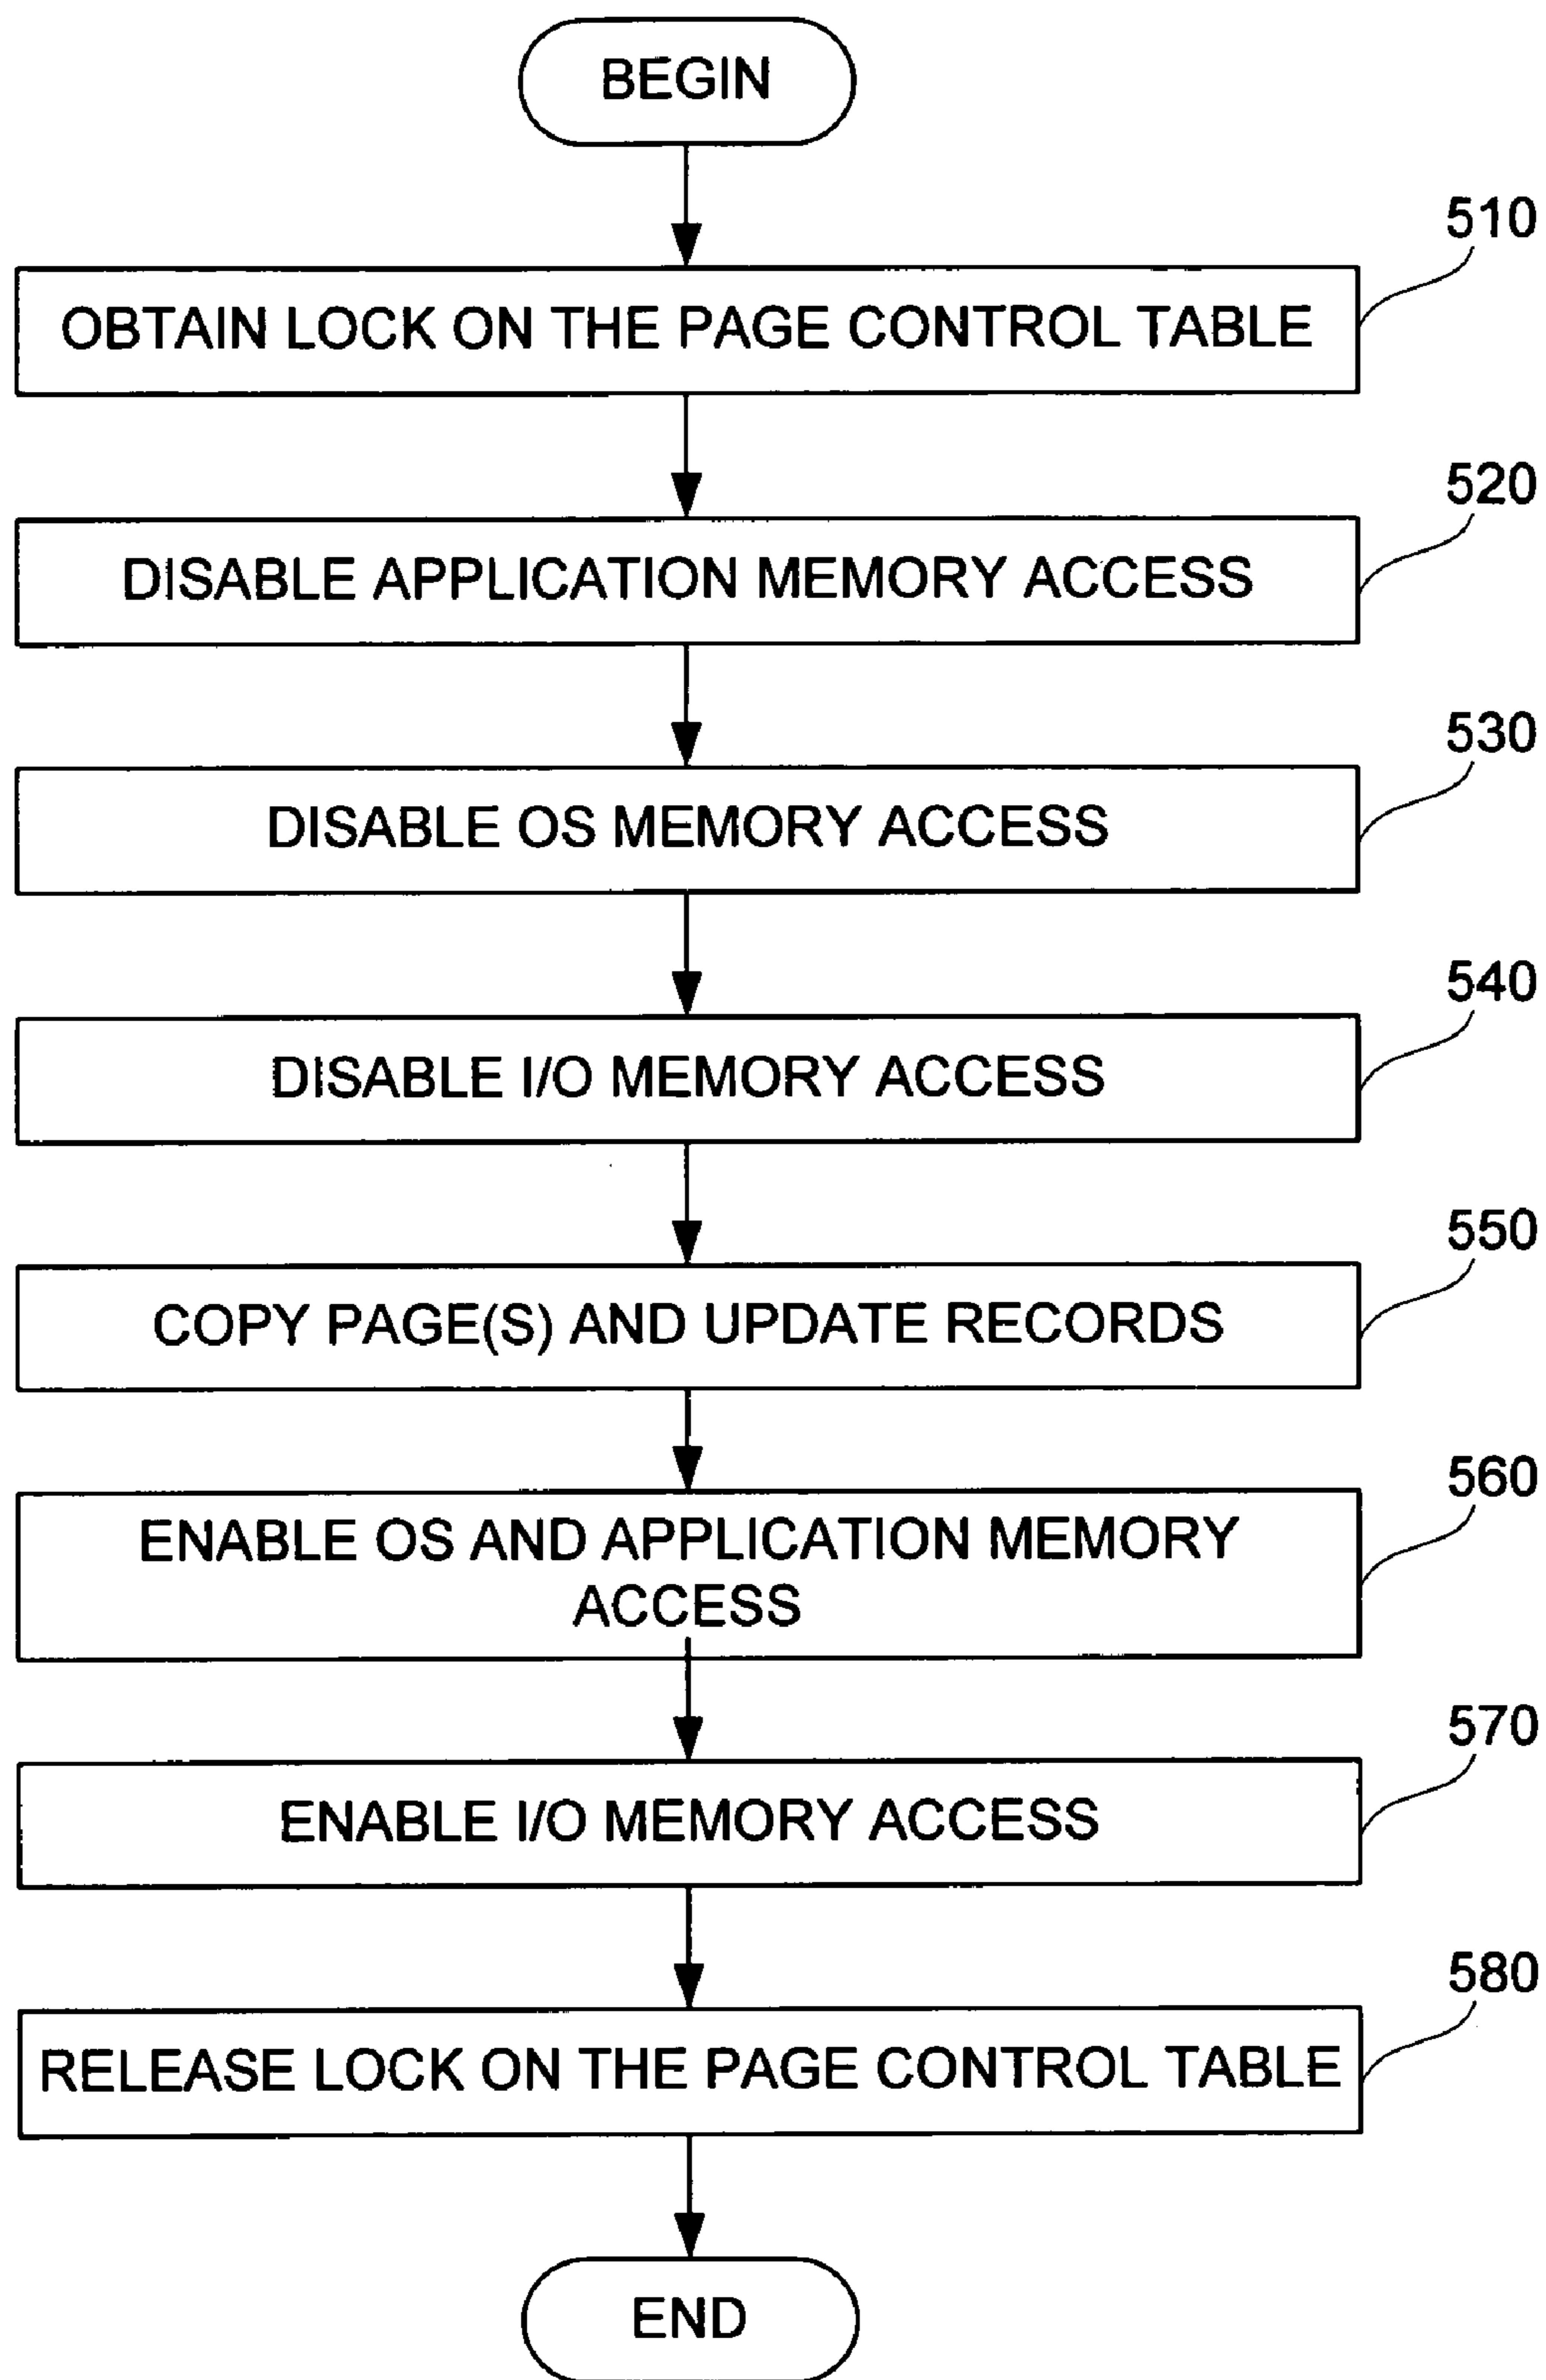 BEGIN
510
OBTAIN LOCK ON THE PAGE CONTROL TABLE
520
DISABLE APPLICATION MEMORY ACCESS
530
DISABLE OS MEMORY ACCESS
540
DISABLE I/O MEMORY ACCESS
550
COPY PAGE(S) AND UPDATE RECORDS
560
ENABLE OS AND APPLICATION MEMORY
ACCESS
570
ENABLE I/O MEMORY ACCESS
580
RELEASE LOCK ON THE PAGE CONTROL TABLE
END